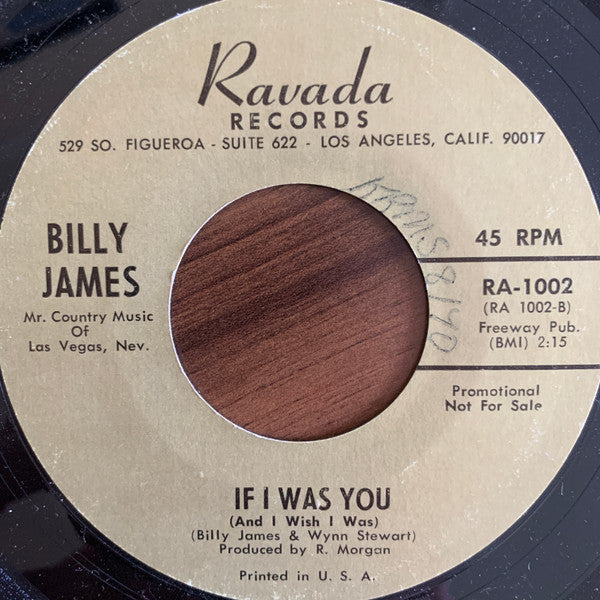 Ravada
RECORDS
529 SO. FIGUEROA - SUITE 622 - LOS ANGELES, CALIF. 90017
BILLY
JAMES
Mr. Country Music
Of
Las Vegas, Nev.
45 RPM
RA-1002
(RA 1002-B)
Freeway Pub.
(BMI) 2:15
Promotional
Not For Sale
IF I WAS YOU
(And I Wish I Was)
(Billy James & Wynn Stewart)
Produced by R. Morgan
Printed in U. S. A.